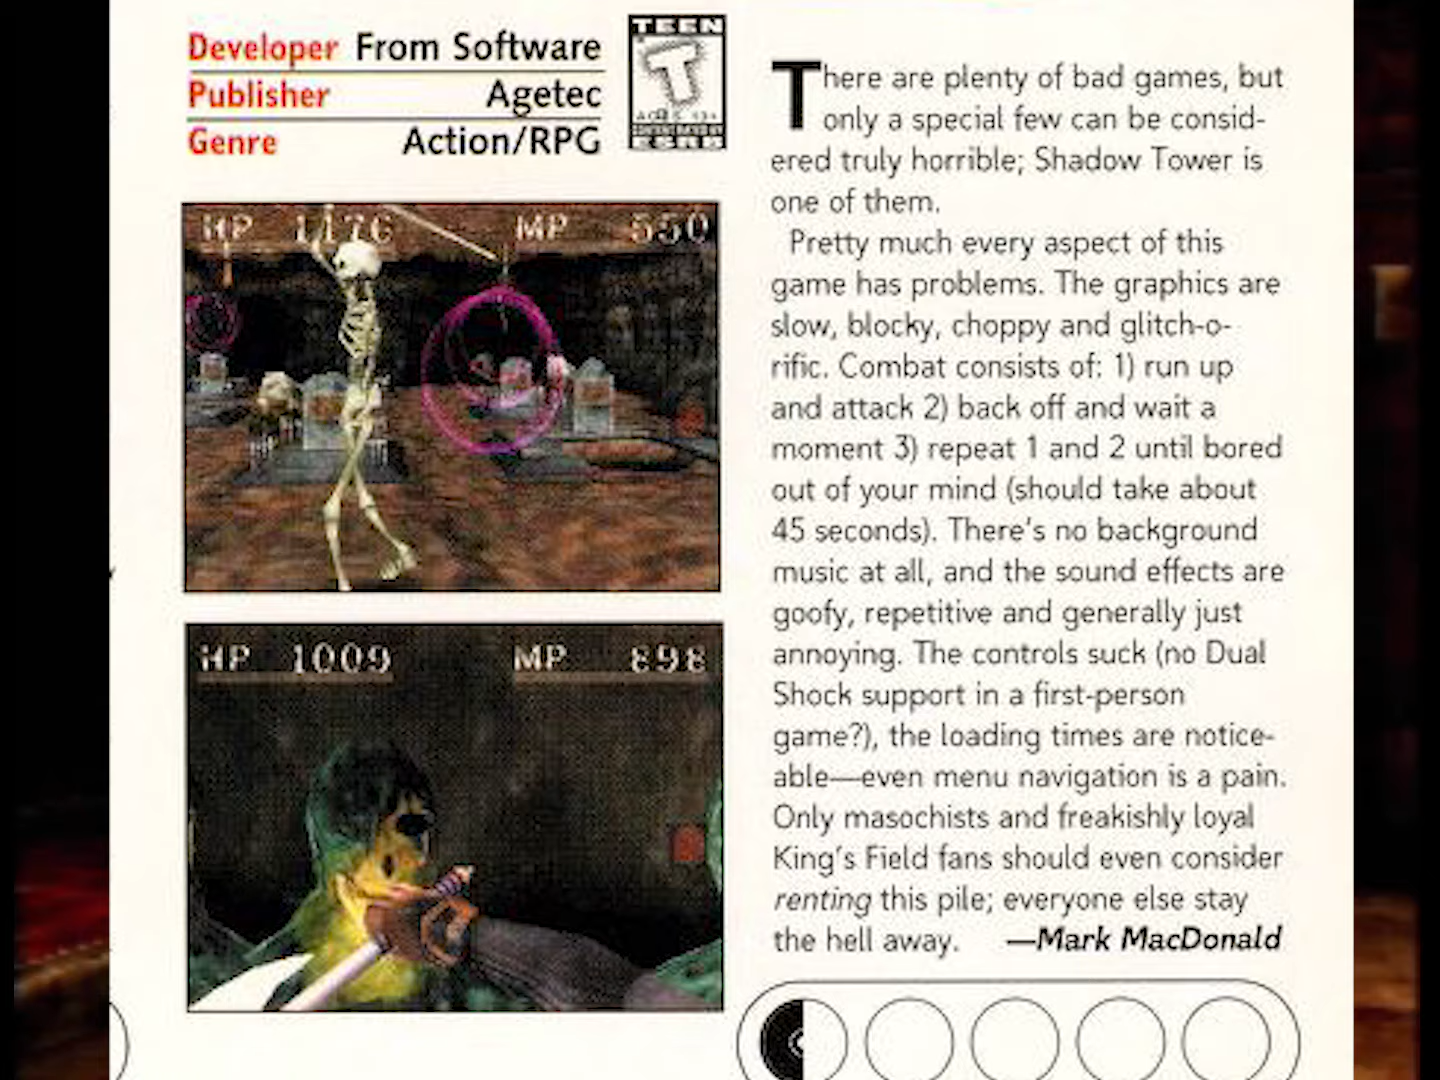 Developer From Software
Publisher Agetec
Genre Action/RPG
TEEN
T
AGES 13+
CONTENT RATED BY
ESRB
HP 1176 MP 550
HP 1009 MP 898
There are plenty of bad games, but
only a special few can be consid-
ered truly horrible; Shadow Tower is
one of them.
Pretty much every aspect of this
game has problems. The graphics are
slow, blocky, choppy and glitch-o-
rific. Combat consists of: 1) run up
and attack 2) back off and wait a
moment 3) repeat 1 and 2 until bored
out of your mind (should take about
45 seconds). There's no background
music at all, and the sound effects are
goofy, repetitive and generally just
annoying. The controls suck (no Dual
Shock support in a first-person
game?), the loading times are notice-
able—even menu navigation is a pain.
Only masochists and freakishly loyal
King's Field fans should even consider
renting this pile; everyone else stay
the hell away. —Mark MacDonald